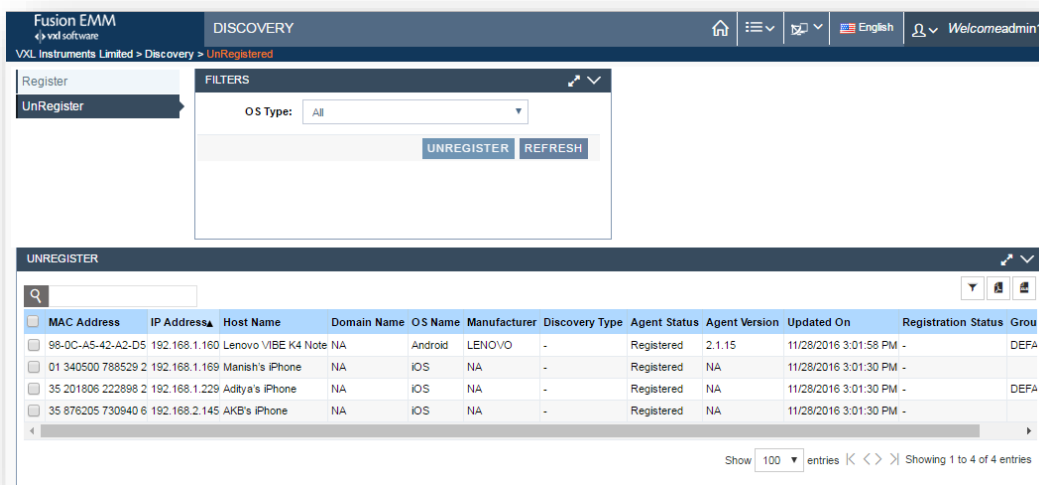 Fusion EMM
vxl software
DISCOVERY
English
Welcomeadmin1
VXL Instruments Limited > Discovery > UnRegistered
Register
UnRegister
FILTERS
OS Type: All
UNREGISTER REFRESH
UNREGISTER
MAC Address IP Address Host Name Domain Name OS Name Manufacturer Discovery Type Agent Status Agent Version Updated On Registration Status Grou
98-0C-A5-42-A2-D5 192.168.1.160 Lenovo VIBE K4 Note NA Android LENOVO - Registered 2.1.15 11/28/2016 3:01:58 PM - DEFA
01 340500 788529 2 192.168.1.169 Manish's iPhone NA iOS NA - Registered NA 11/28/2016 3:01:30 PM -
35 201806 222898 2 192.168.1.229 Aditya's iPhone NA iOS NA - Registered NA 11/28/2016 3:01:30 PM - DEFA
35 876205 730940 6 192.168.2.145 AKB's iPhone NA iOS NA - Registered NA 11/28/2016 3:01:30 PM -
Show 100 entries Showing 1 to 4 of 4 entries